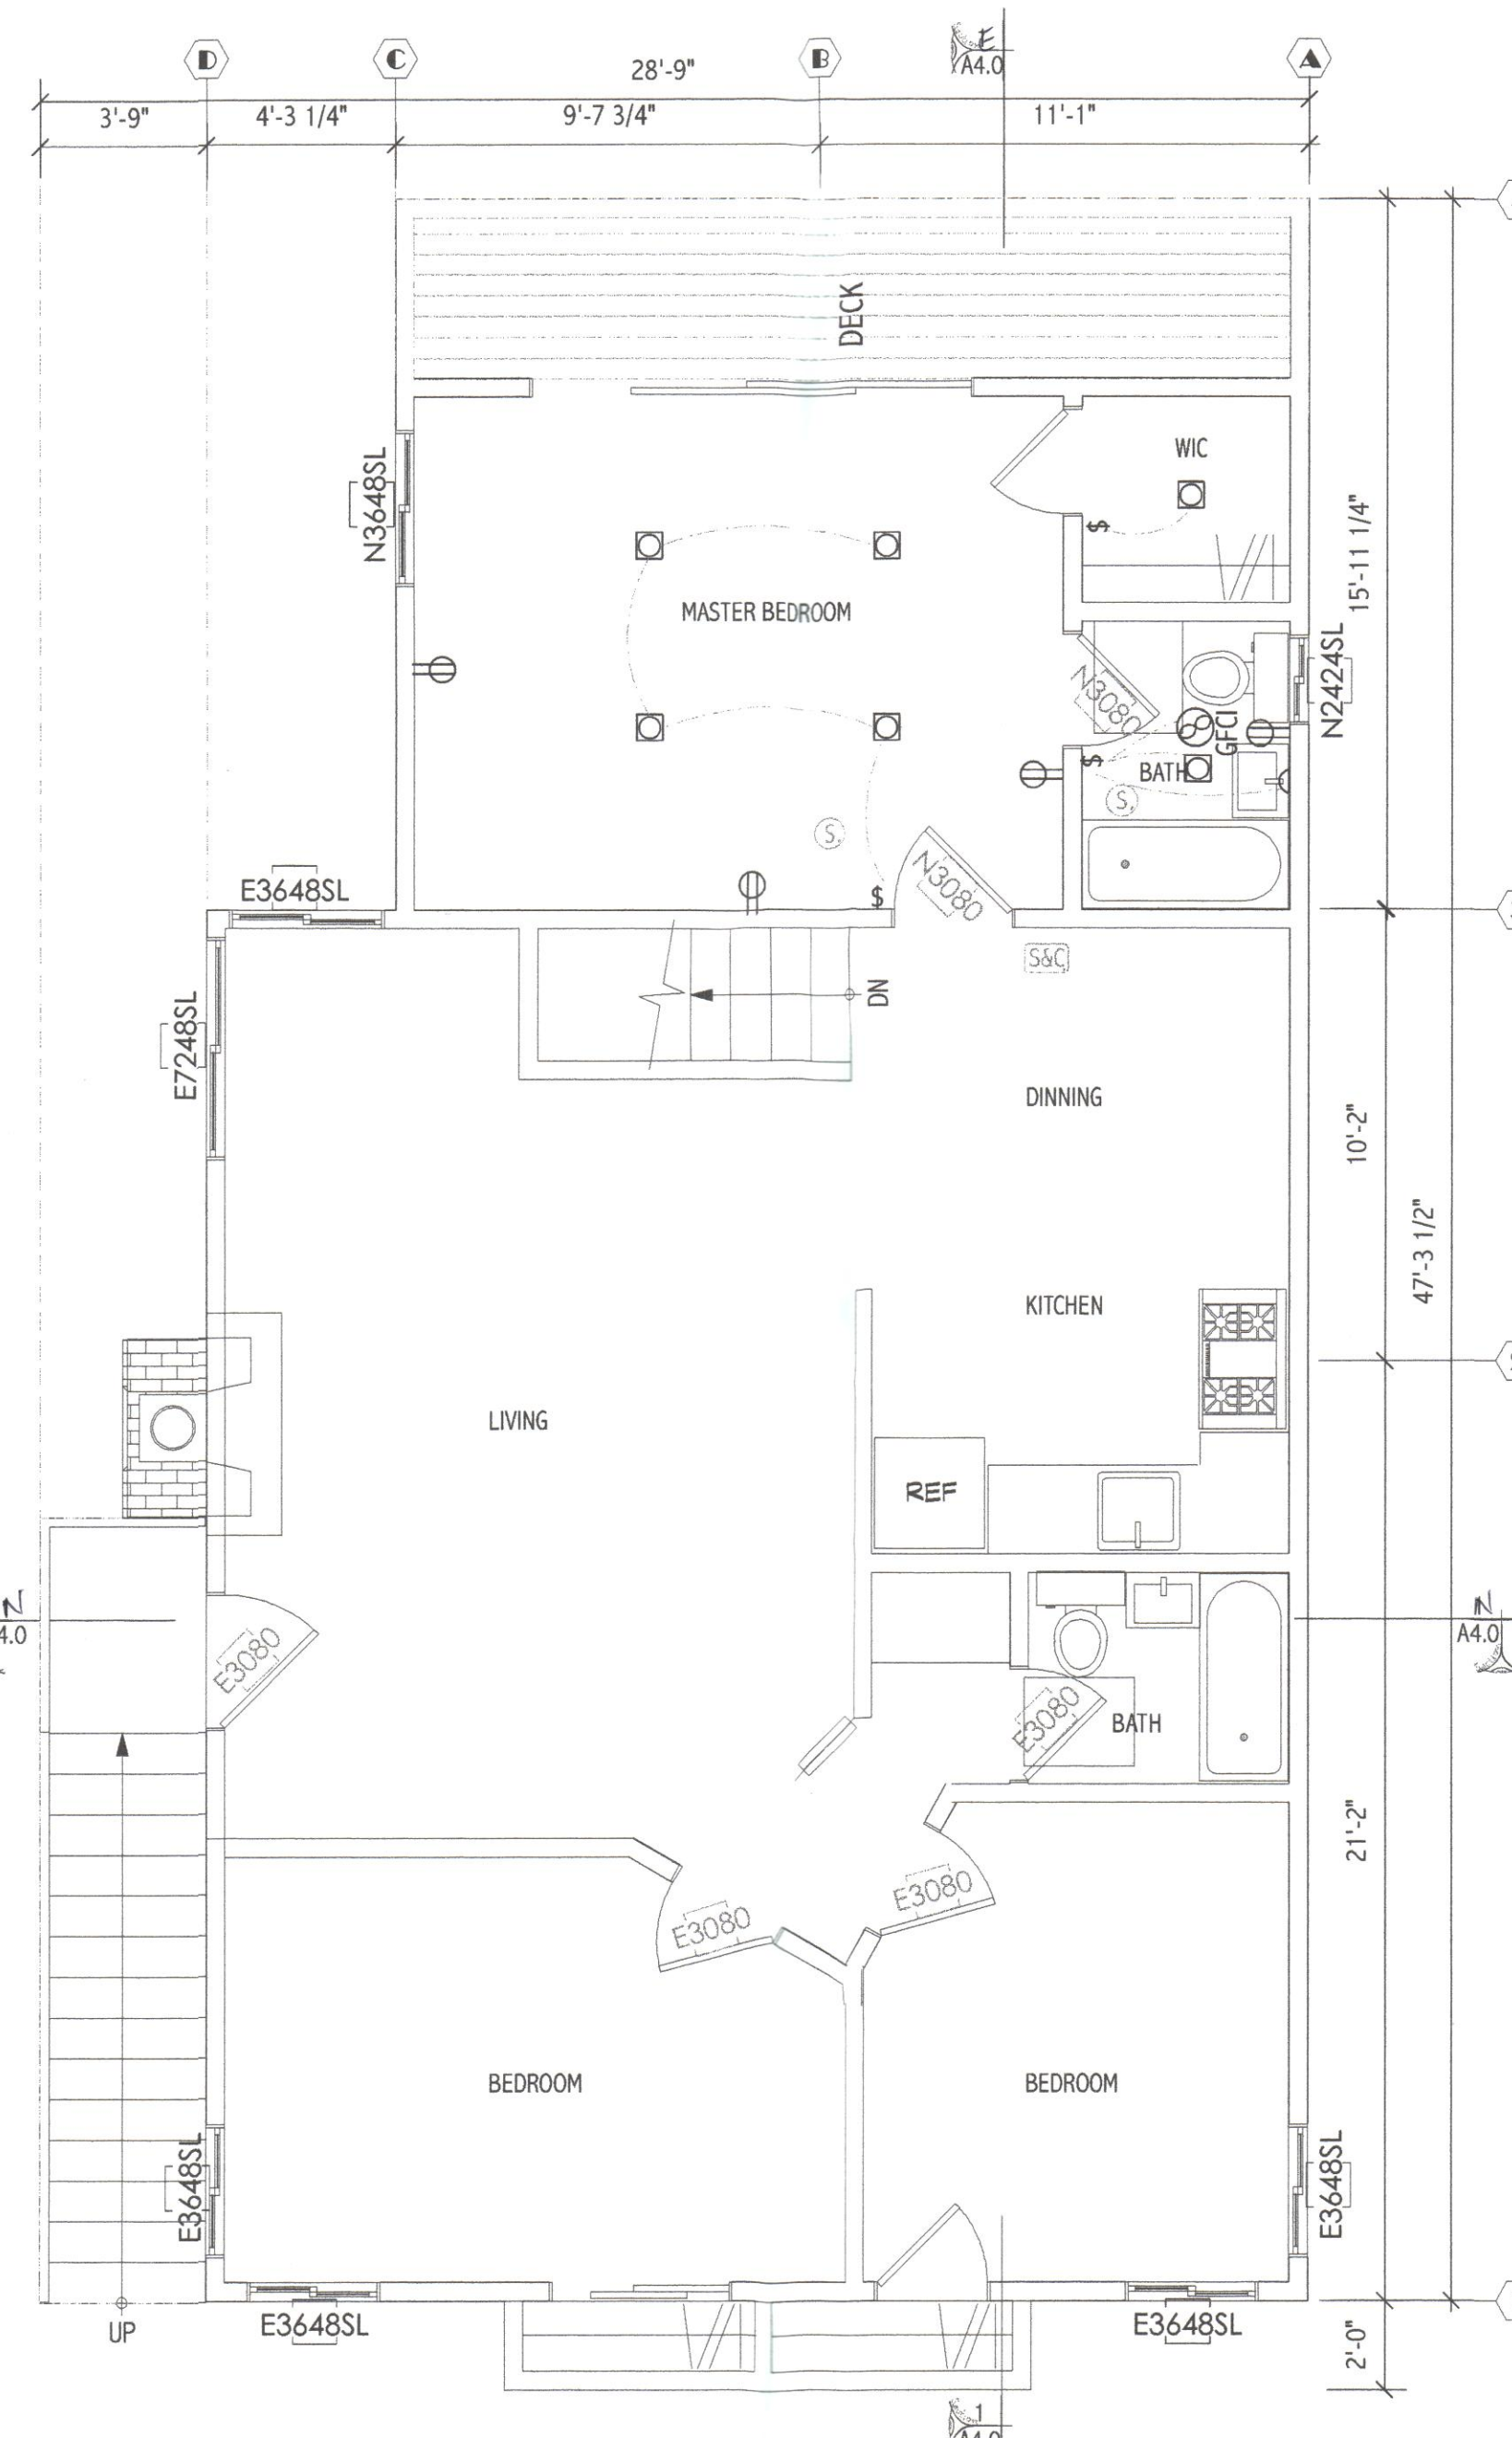 D
C
B
A
E
A4.0
28'-9"
3'-9"
4'-3 1/4"
9'-7 3/4"
11'-1"
DECK
WIC
N3648SL
$
15'-11 1/4"
MASTER BEDROOM
N3080
N2424SL
GFCI
$
BATH
S
S
E3648SL
N3080
$
S&C
DN
E7248SL
DINNING
10'-2"
47'-3 1/2"
KITCHEN
LIVING
REF
N
4.0
N
A4.0
E3080
E3080
BATH
21'-2"
E3080
E3080
BEDROOM
BEDROOM
E3648SL
E3648SL
UP
E3648SL
E3648SL
2'-0"
1
A4.0